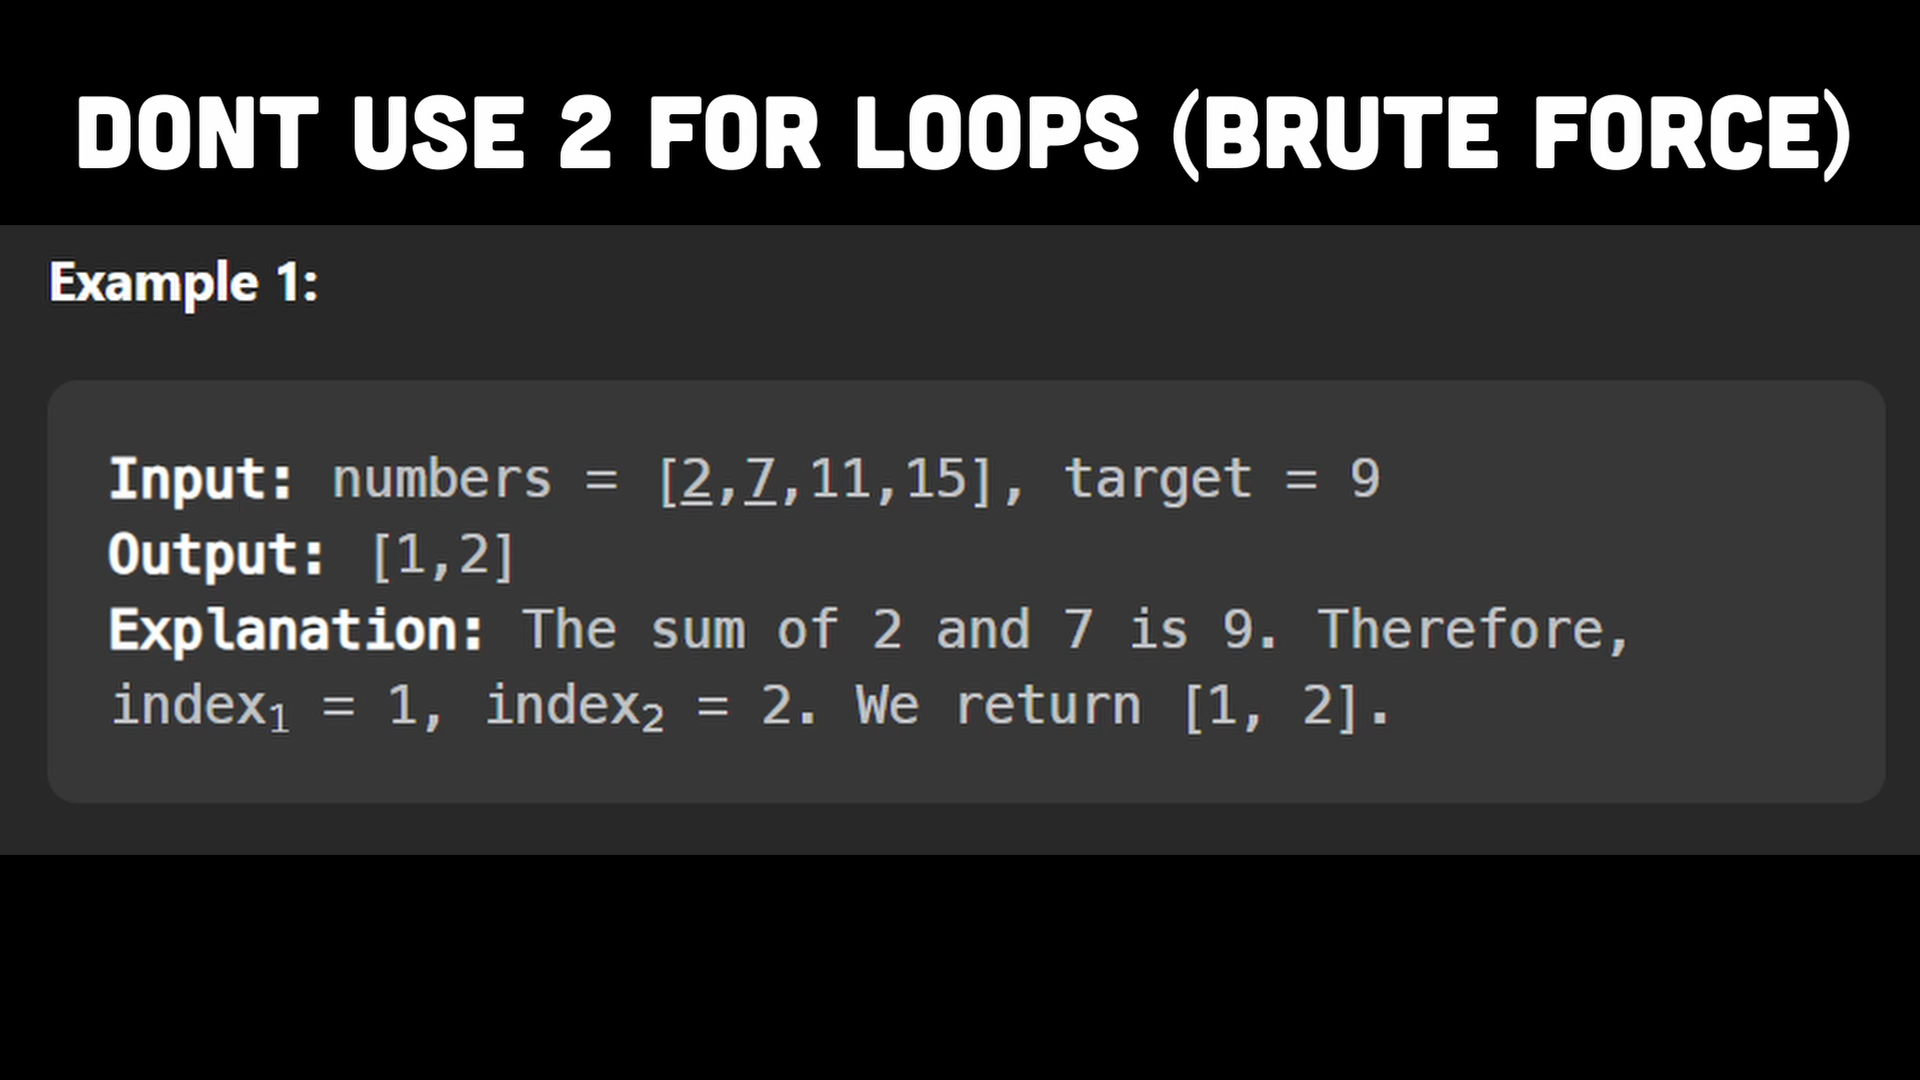 DONT USE 2 FOR LOOPS (BRUTE FORCE)
Example 1:
Input: numbers = [2,7,11,15], target = 9
Output: [1,2]
Explanation: The sum of 2 and 7 is 9. Therefore,
index₁ = 1, index₂ = 2. We return [1, 2].